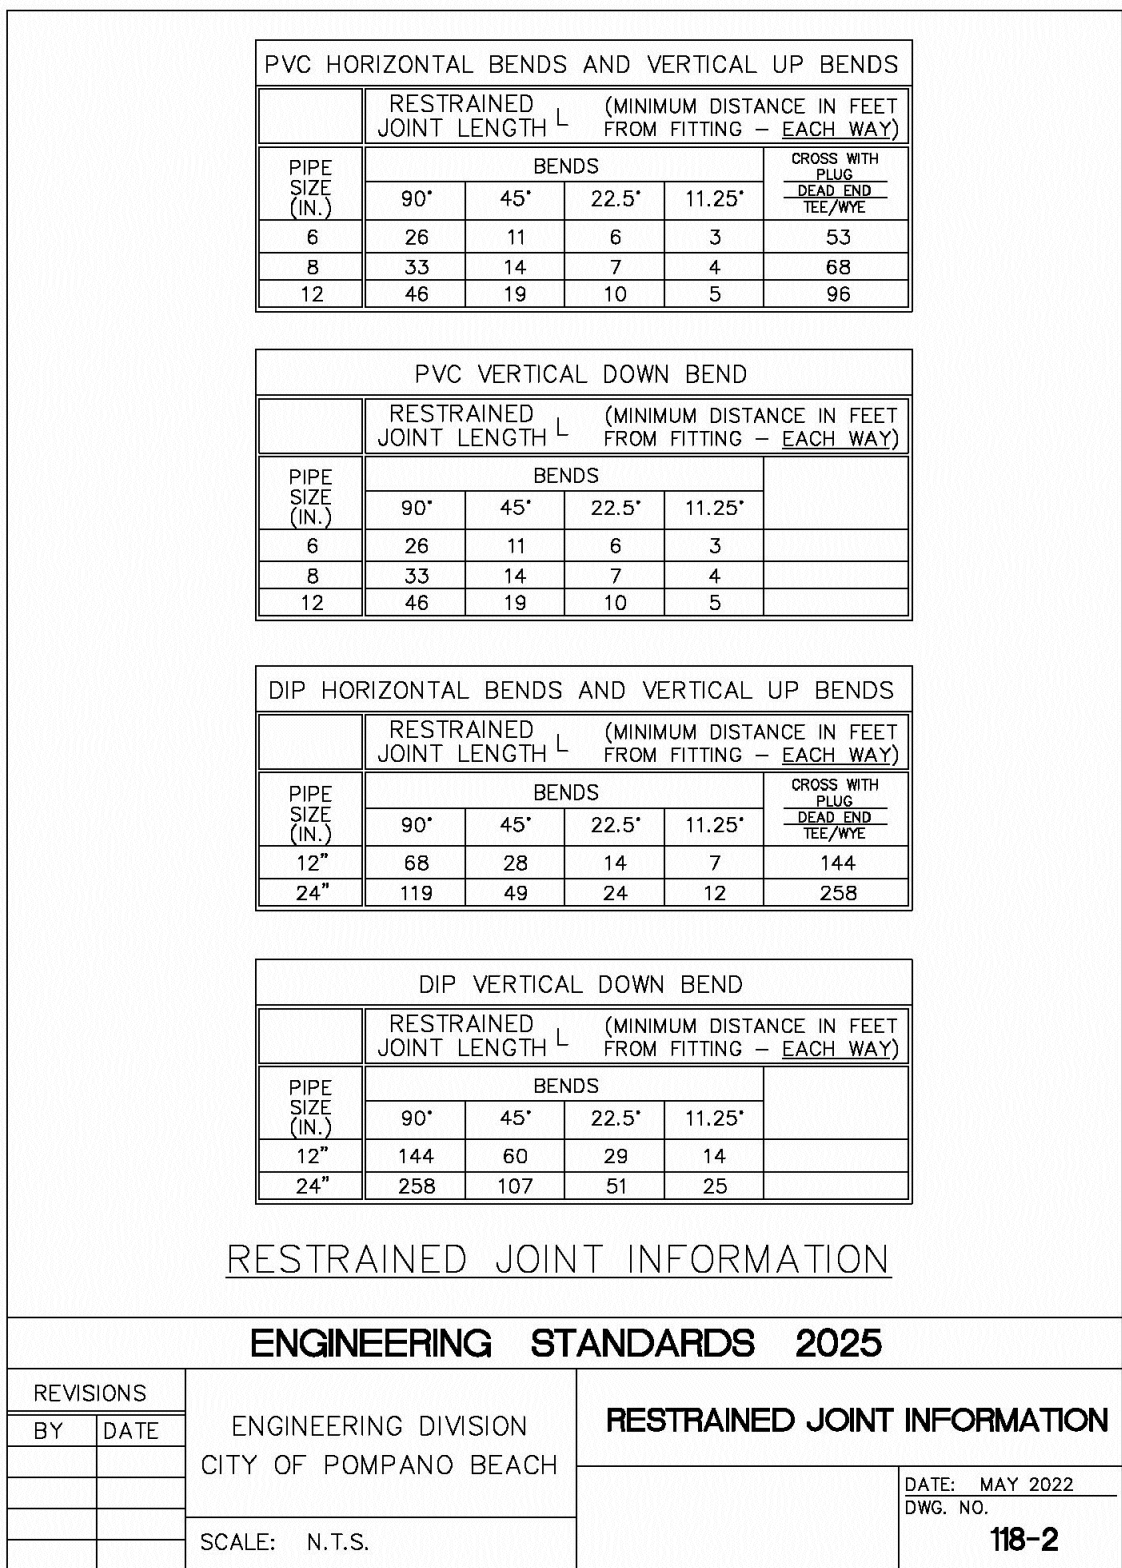 PVC HORIZONTAL BENDS AND VERTICAL UP BENDS
RESTRAINED JOINT LENGTH L (MINIMUM DISTANCE IN FEET FROM FITTING – EACH WAY)
PIPE SIZE (IN.) BENDS CROSS WITH PLUG DEAD END TEE/WYE
90° 45° 22.5° 11.25°
6 26 11 6 3 53
8 33 14 7 4 68
12 46 19 10 5 96
PVC VERTICAL DOWN BEND
RESTRAINED JOINT LENGTH L (MINIMUM DISTANCE IN FEET FROM FITTING – EACH WAY)
PIPE SIZE (IN.) BENDS
90° 45° 22.5° 11.25°
6 26 11 6 3
8 33 14 7 4
12 46 19 10 5
DIP HORIZONTAL BENDS AND VERTICAL UP BENDS
RESTRAINED JOINT LENGTH L (MINIMUM DISTANCE IN FEET FROM FITTING – EACH WAY)
PIPE SIZE (IN.) BENDS CROSS WITH PLUG DEAD END TEE/WYE
90° 45° 22.5° 11.25°
12" 68 28 14 7 144
24" 119 49 24 12 258
DIP VERTICAL DOWN BEND
RESTRAINED JOINT LENGTH L (MINIMUM DISTANCE IN FEET FROM FITTING – EACH WAY)
PIPE SIZE (IN.) BENDS
90° 45° 22.5° 11.25°
12" 144 60 29 14
24" 258 107 51 25
RESTRAINED JOINT INFORMATION
ENGINEERING STANDARDS 2025
REVISIONS
BY DATE
ENGINEERING DIVISION
CITY OF POMPANO BEACH
SCALE: N.T.S.
RESTRAINED JOINT INFORMATION
DATE: MAY 2022
DWG. NO.
118-2